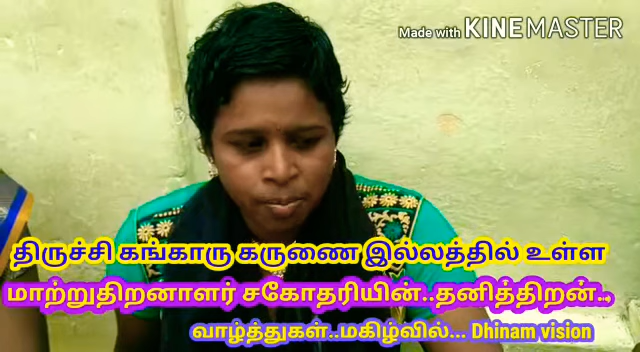 Made with KINEMASTER
திருச்சி கங்காரு கருணை இல்லத்தில் உள்ள
மாற்றுதிறனாளர் சகோதரியின்..தனித்திறன்..,
வாழ்த்துகள்..மகிழ்வில்... Dhinam vision